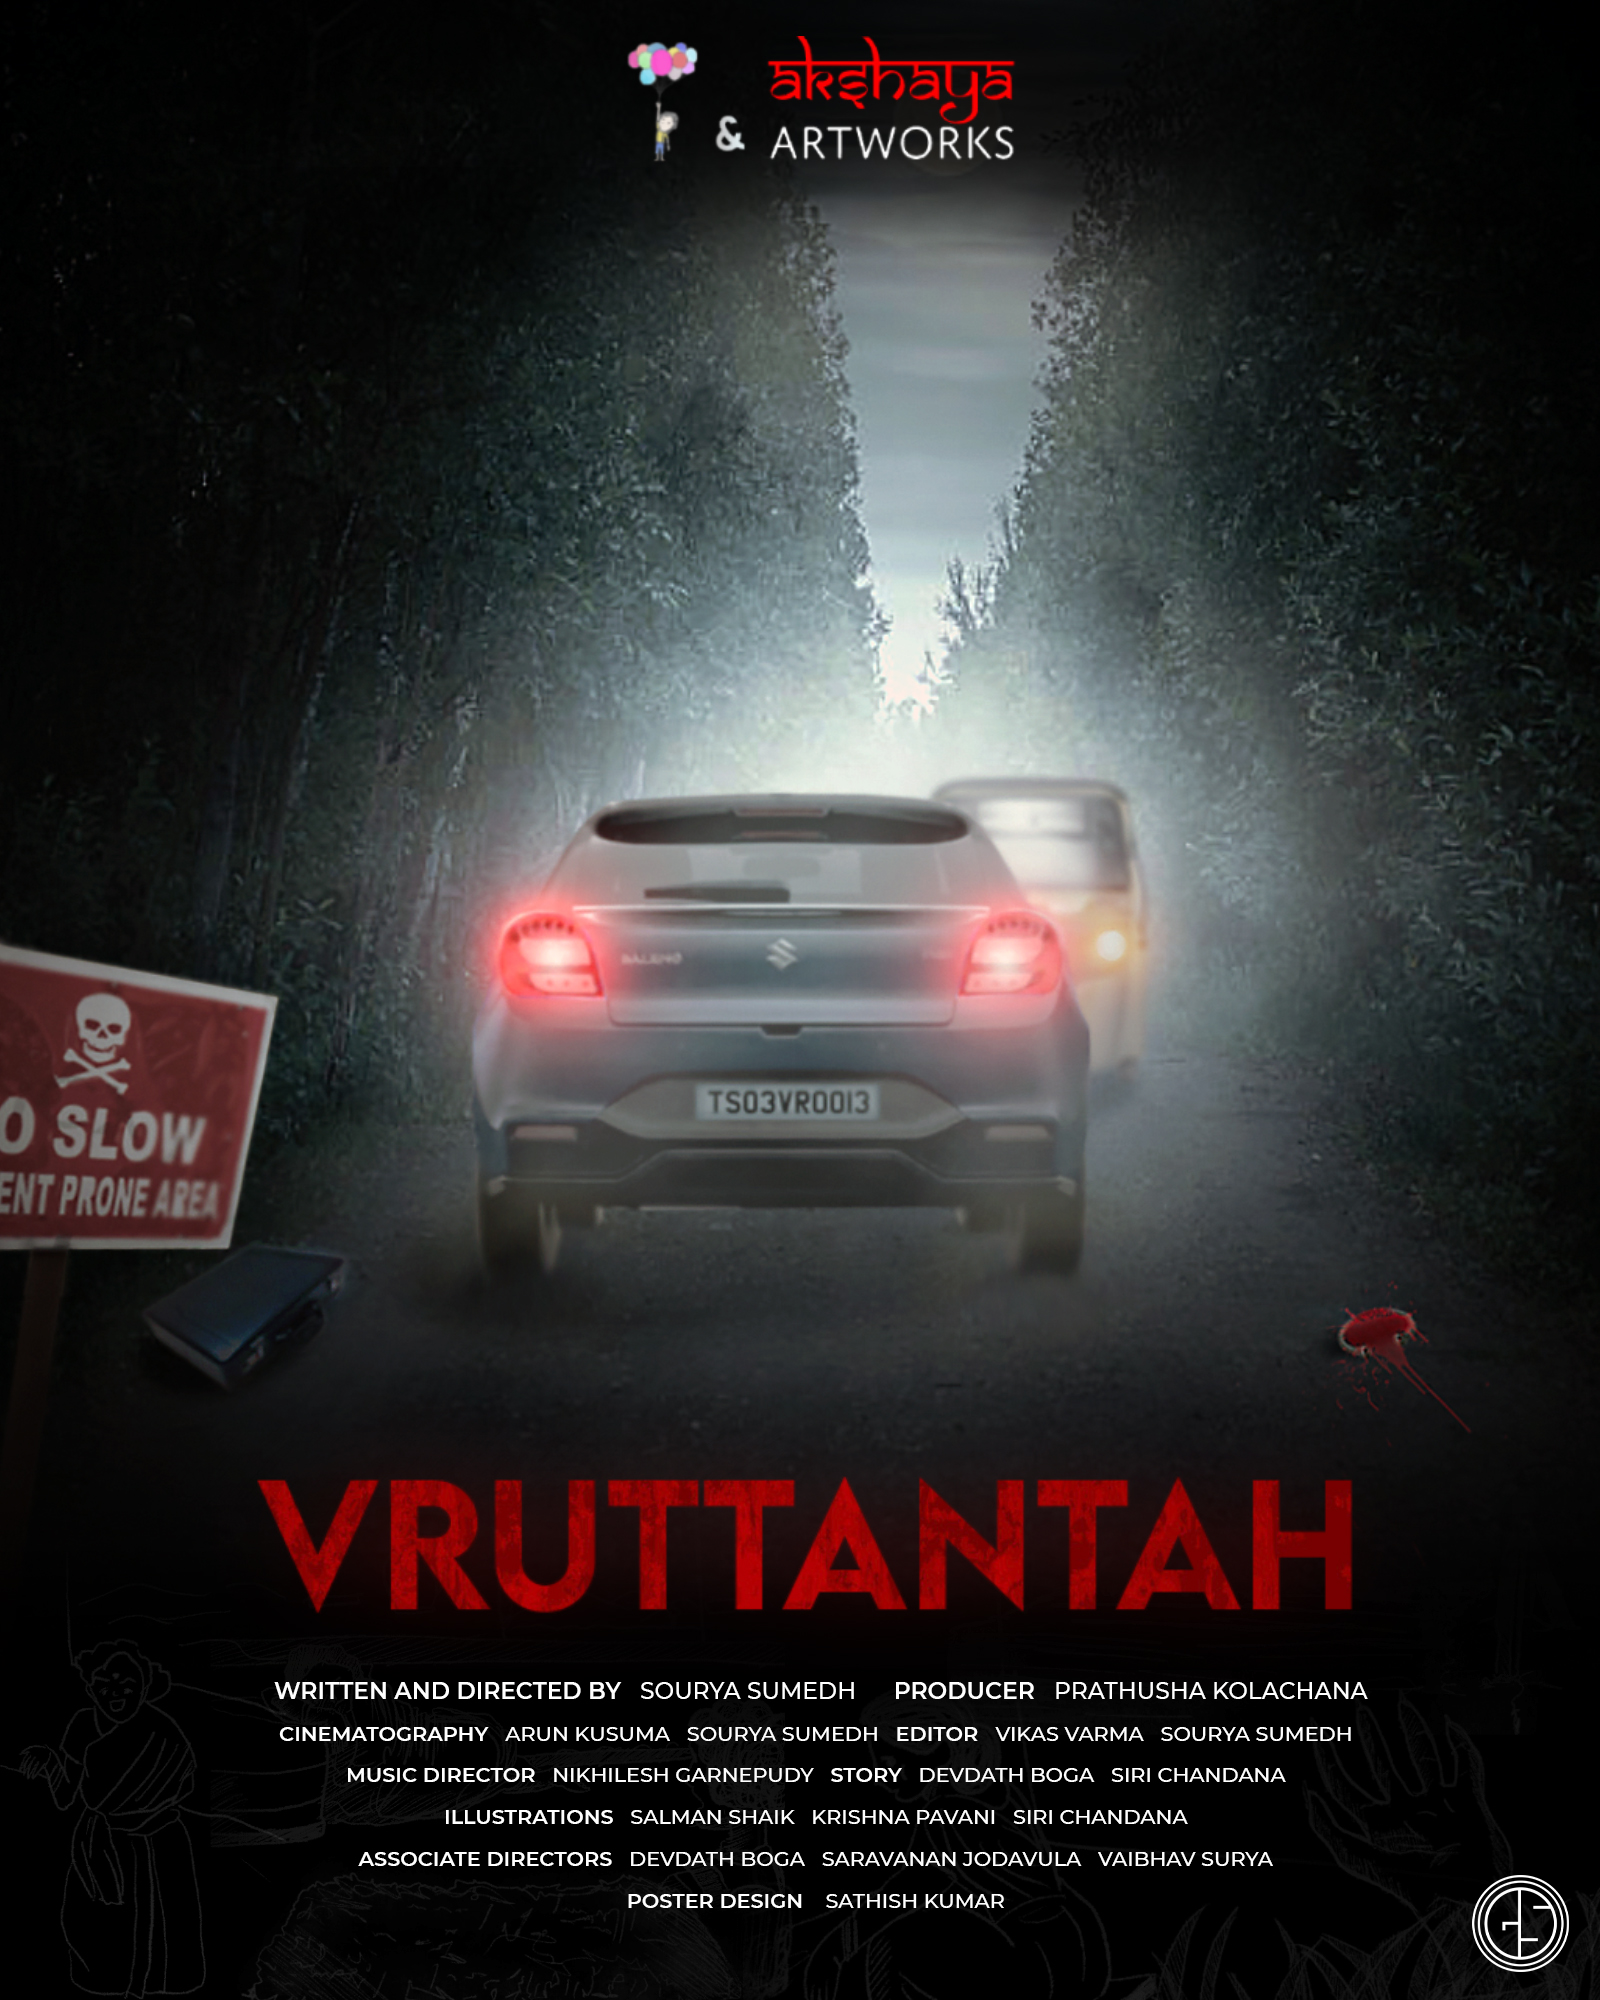 akshaya
& ARTWORKS
TS03VR0013
O SLOW
ENT PRONE AREA
VRUTTANTAH
WRITTEN AND DIRECTED BY SOURYA SUMEDH PRODUCER PRATHUSHA KOLACHANA
CINEMATOGRAPHY ARUN KUSUMA SOURYA SUMEDH EDITOR VIKAS VARMA SOURYA SUMEDH
MUSIC DIRECTOR NIKHILESH GARNEPUDY STORY DEVDATH BOGA SIRI CHANDANA
ILLUSTRATIONS SALMAN SHAIK KRISHNA PAVANI SIRI CHANDANA
ASSOCIATE DIRECTORS DEVDATH BOGA SARAVANAN JODAVULA VAIBHAV SURYA
POSTER DESIGN SATHISH KUMAR